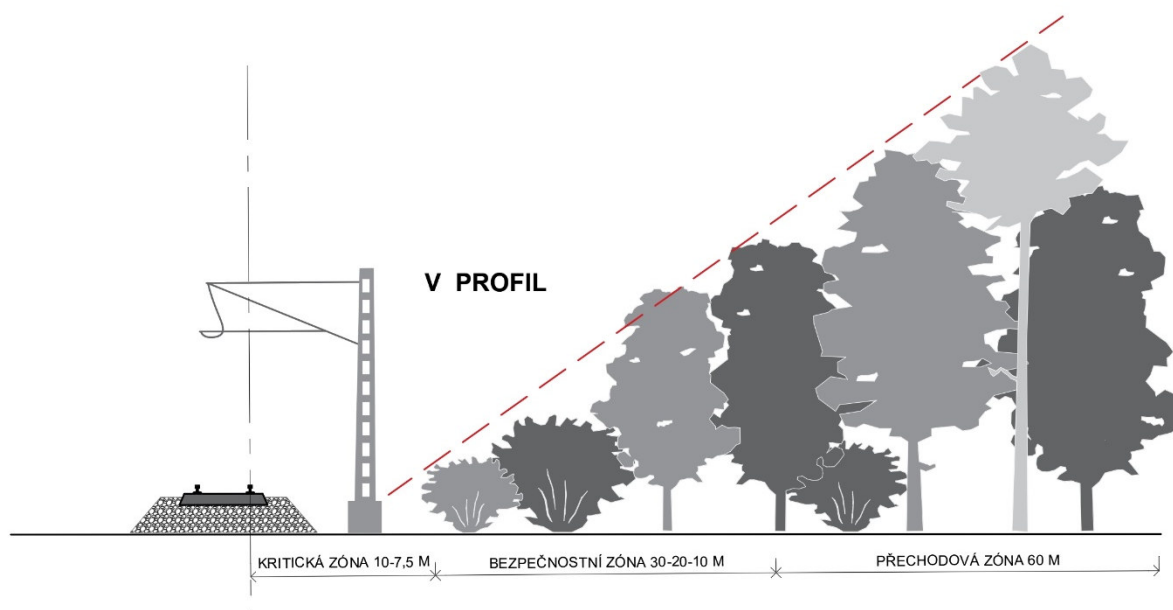 V PROFIL
KRITICKÁ ZÓNA 10-7,5 M
BEZPEČNOSTNÍ ZÓNA 30-20-10 M
PŘECHODOVÁ ZÓNA 60 M